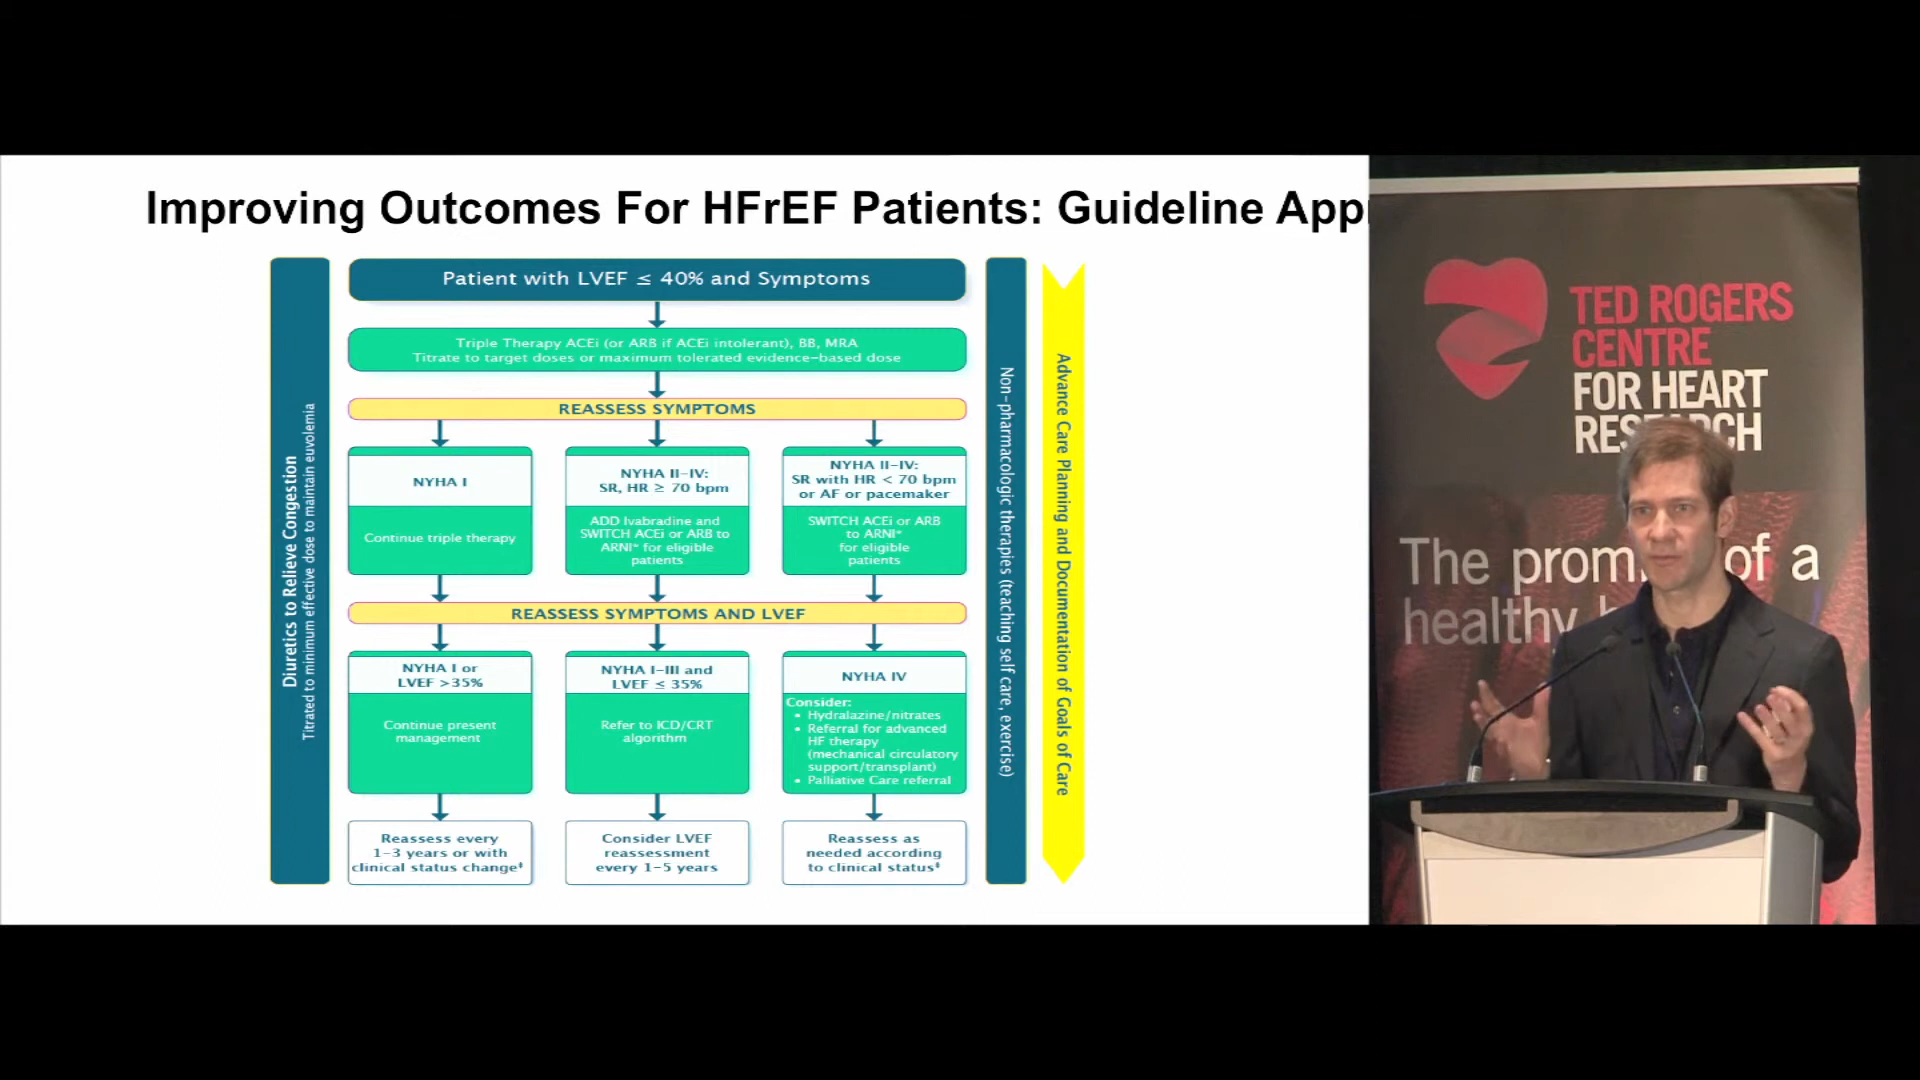 Improving Outcomes For HFrEF Patients: Guideline App
Patient with LVEF ≤ 40% and Symptoms
Triple Therapy ACEi (or ARB if ACEi intolerant), BB, MRA
Titrate to target doses or maximum tolerated evidence-based dose
REASSESS SYMPTOMS
NYHA I
Continue triple therapy
NYHA II-IV:
SR, HR ≥ 70 bpm
ADD Ivabradine and
SWITCH ACEi or ARB to
ARNI* for eligible
patients
NYHA II-IV:
SR with HR < 70 bpm
or AF or pacemaker
SWITCH ACEi or ARB
to ARNI*
for eligible
patients
REASSESS SYMPTOMS AND LVEF
NYHA I or
LVEF >35%
Continue present
management
NYHA I-III and
LVEF ≤ 35%
Refer to ICD/CRT
algorithm
NYHA IV
Consider:
• Hydralazine/nitrates
• Referral for advanced
HF therapy
(mechanical circulatory
support/transplant)
• Palliative Care referral
Reassess every
1-3 years or with
clinical status change‡
Consider LVEF
reassessment
every 1-5 years
Reassess as
needed according
to clinical status‡
Diuretics to Relieve Congestion
Titrated to minimum effective dose to maintain euvolemia
Non-pharmacologic therapies (teaching self care, exercise)
Advance Care Planning and Documentation of Goals of Care
TED ROGERS
CENTRE
FOR HEART
RESEARCH
The promise of a
healthy